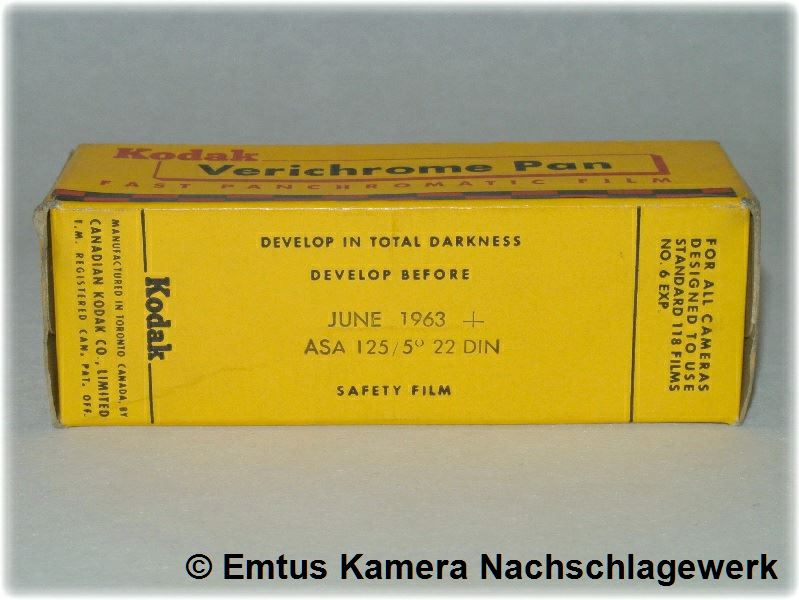 Kodak
Verichrome Pan
FAST PANCHROMATIC FILM
MANUFACTURED IN TORONTO CANADA, BY
CANADIAN KODAK CO., LIMITED
T.M. REGISTERED CAN. PAT. OFF.
Kodak
DEVELOP IN TOTAL DARKNESS
DEVELOP BEFORE
JUNE 1963 +
ASA 125/5° 22 DIN
SAFETY FILM
FOR ALL CAMERAS
DESIGNED TO USE
STANDARD 118 FILMS
NO. 6 EXP.
© Emtus Kamera Nachschlagewerk